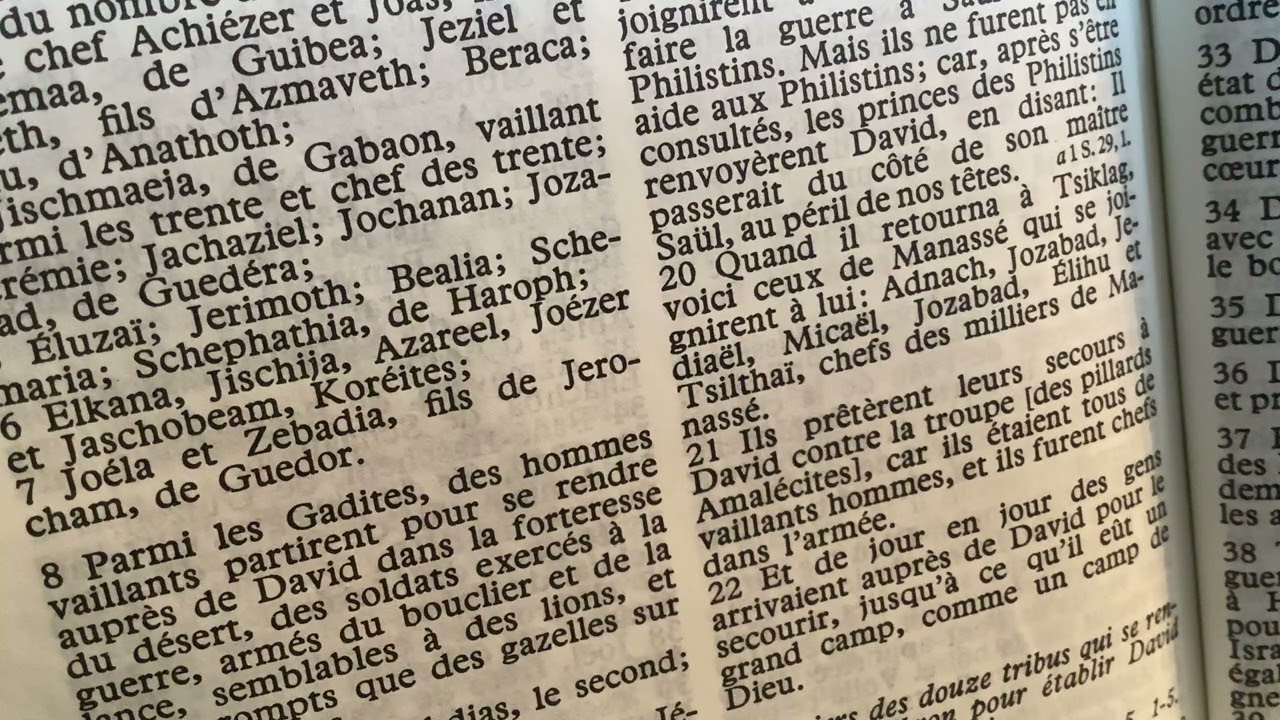 du nombre
chef Achiézer et Joas,
de Guibea; Jeziel et
fils d'Azmaveth; Beraca;
d'Anathoth;
Jischmaeja, de Gabaon, vaillant
les trente et chef des trente;
Jachaziel; Jochanan; Joza-
de Guedéra;
Éluzaï; Jerimoth; Bealia; Sche-
maria; Schephathia, de Haroph;
6 Elkana, Jischija, Azareel, Joézer
et Jaschobeam, Koréites;
7 Joéla et Zebadia, fils de Jero-
cham, de Guedor.
8 Parmi les Gadites, des hommes
vaillants partirent pour se rendre
auprès de David dans la forteresse
du désert, des soldats exercés à la
guerre, armés du bouclier et de la
lance, semblables à des lions, et
que des gazelles sur
le second;
Jé-
joignirent
faire la guerre à
Philistins. Mais ils ne furent pas en
aide aux Philistins; car, après s'être
consultés, les princes des Philistins
renvoyèrent David, en disant: Il
passerait du côté de son maître
Saül, au péril de nos têtes. a 1 S. 29, 1.
20 Quand il retourna à Tsiklag,
voici ceux de Manassé qui se joi-
gnirent à lui: Adnach, Jozabad, Je-
diaël, Micaël, Jozabad, Élihu et
Tsilthaï, chefs des milliers de Ma-
nassé.
21 Ils prêtèrent leurs secours à
David contre la troupe [des pillards
Amalécites], car ils étaient tous de
vaillants hommes, et ils furent chefs
dans l'armée.
22 Et de jour en jour des gens
arrivaient auprès de David pour le
secourir, jusqu'à ce qu'il eût un
grand camp, comme un camp de
Dieu.
des douze tribus qui se ren-
pour établir David
1-5.
ordre
33
état
guerr
cœur
34
avec
le
35
guer
36
et
37
des
les
38
à